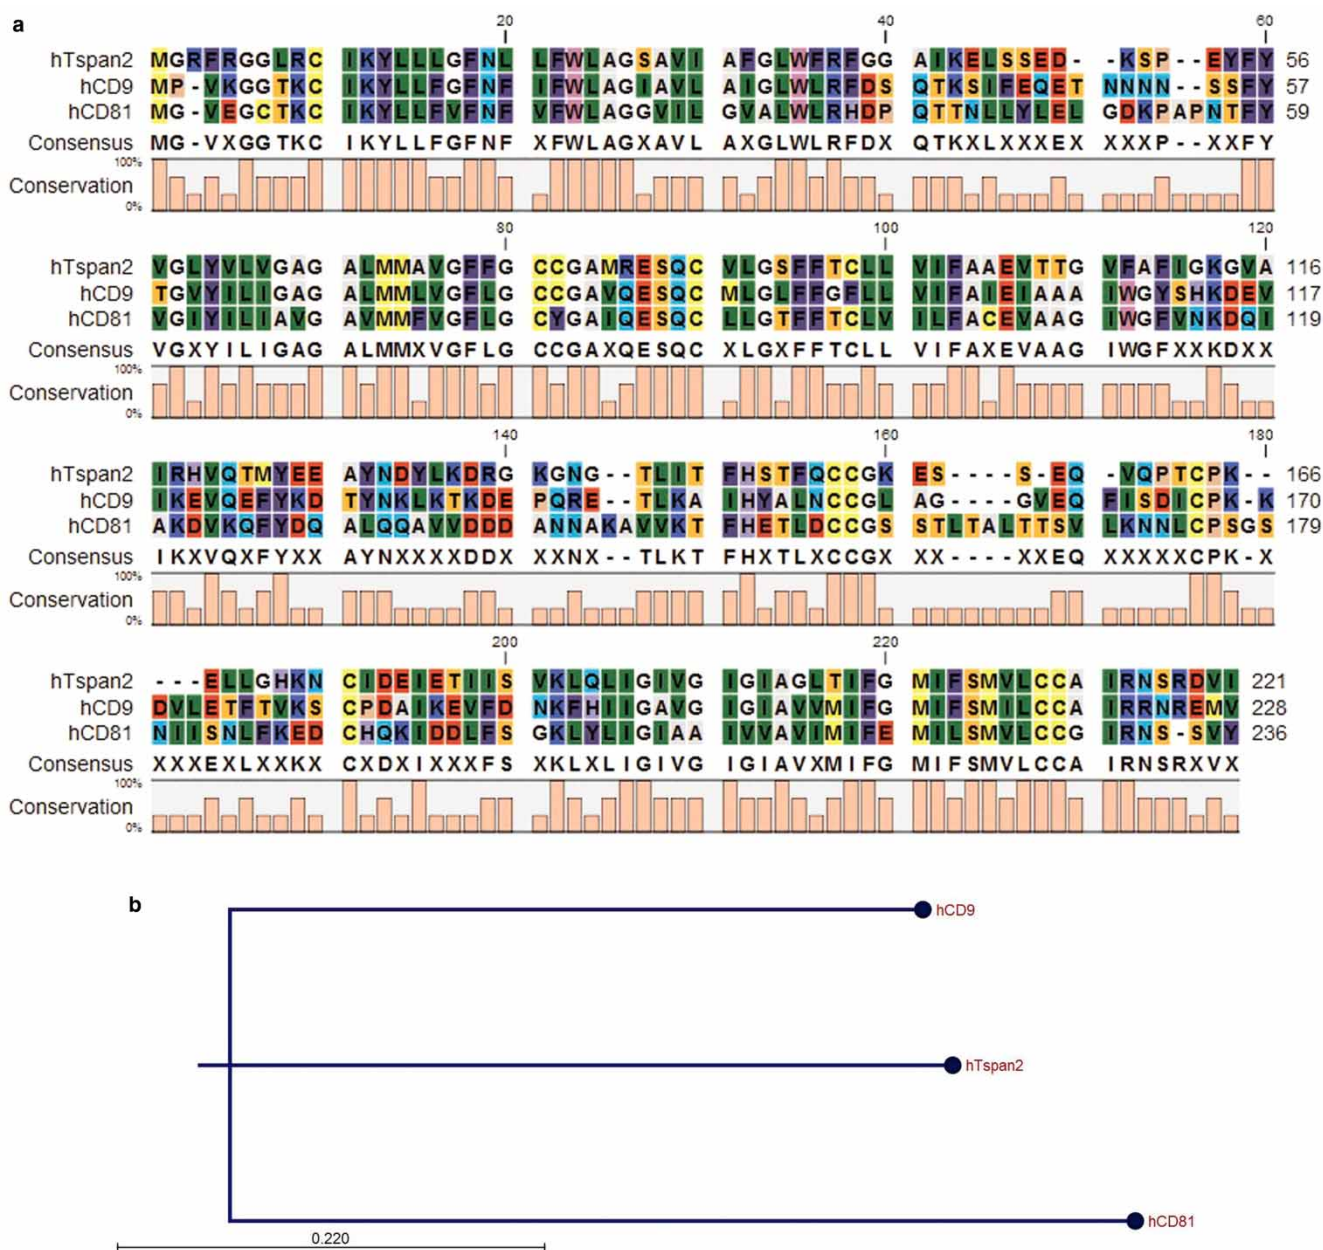 a
20 40 60
hTspan2 MGRFRGGLRC IKYLLLGFNL LFWLAGSAVI AFGLWFRFGG AIKELSSED- -KSP--EYFY 56
hCD9 MP-VKGGTKC IKYLLFGFNF IFWLAGIAVL AIGLWFRFDS QTKSIFEQET NNNN--SSFY 57
hCD81 MG-VEGCTKC IKYLLFVFNF VFWLAGGVIL GVALWLRHDP QTTNLLYLEL GDKPAPNTFY 59
Consensus MG-VXGGTKC IKYLLFGFNF XFWLAGXAVL AXGLWLRFDX QTKXLXXXEX XXXP--XXFY
100%
Conservation
0%
80 100 120
hTspan2 VGLYVLVGAG ALMMAVGFFG CCGAMRESQC VLGSFFTCLL VIFAAEVTTG VFAFIGKGVA 116
hCD9 TGVYILIGAG ALMMLVGFLG CCGAVQESQC MLGLFFGFLL VIFAIEIAAA IWGYSHKDEV 117
hCD81 VGIYILIAVG AVMMFVGFLG CYGAIQESQC LLGTFFTCLV ILFACEVAAG IWGFVNKDQI 119
Consensus VGXYILIGAG ALMMXVGFLG CCGAXQESQC XLGXFFTCLL VIFAXEVAAG IWGFXXKDXX
100%
Conservation
0%
140 160 180
hTspan2 IRHVQTMYEE AYNDYLKDRG KGNG--TLIT FHSTFQCCGK ES----S-EQ -VQPTCPK-- 166
hCD9 IKEVQEFYKD TYNKLKTKDE PQRE--TLKA IHYALNCCGL AG----GVEQ FISDICPK-K 170
hCD81 AKDVKQFYDQ ALQQAVVDDD ANNAKAVVKT FHETLDCCGS STLTALTTSV LKNNLCPSGS 179
Consensus IKXVQXFYXX AYNXXXXDDX XXNX--TLKT FHXTLXCCGX XX----XXEQ XXXXXCPK-X
100%
Conservation
0%
200 220
hTspan2 ---ELLGHKN CIDEIETIIS VKLQLIGIVG IGIAGLTIFG MIFSMVLCCA IRNSRDVI 221
hCD9 DVLETFTVKS CPDAIKEVFD NKFHIIGAVG IGIAVVMIFG MIFSMILCCA IRRNREMV 228
hCD81 NIISNLFKED CHQKIDDLFS GKLYLIGIAA IVVAVIMIFE MILSMVLCCG IRNS-SVY 236
Consensus XXXEXLXXKX CXDXIXXXFS XKLXLIGIVG IGIAVXMIFG MIFSMVLCCA IRNSRXVX
100%
Conservation
0%
b
hCD9
hTspan2
hCD81
0.220